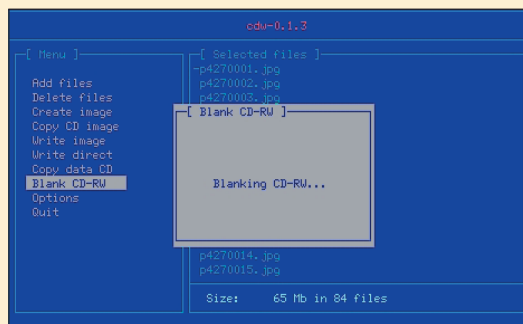 cdw-0.1.3
[ Menu ]
Add files
Delete files
Create image
Copy CD image
Write image
Write direct
Copy data CD
Blank CD-RW
Options
Quit
[ Selected files ]
-p4270001.jpg
p4270002.jpg
p4270003.jpg
[ Blank CD-RW ]
Blanking CD-RW...
p4270014.jpg
p4270015.jpg
Size: 65 Mb in 84 files